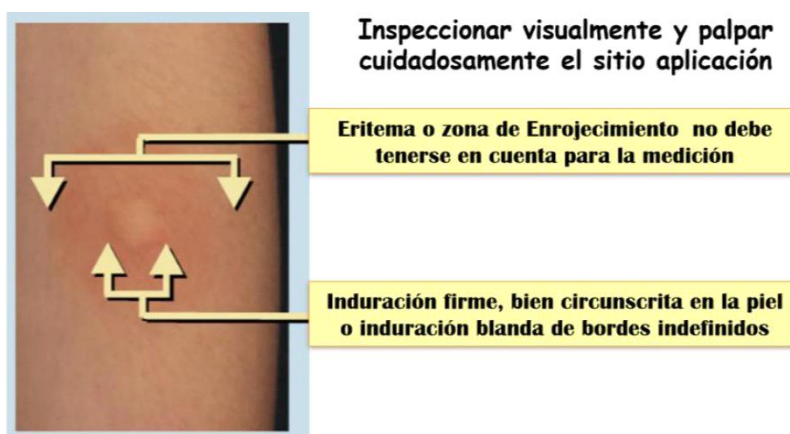 Inspeccionar visualmente y palpar
cuidadosamente el sitio aplicación
Eritema o zona de Enrojecimiento no debe
tenerse en cuenta para la medición
Induración firme, bien circunscrita en la piel
o induración blanda de bordes indefinidos